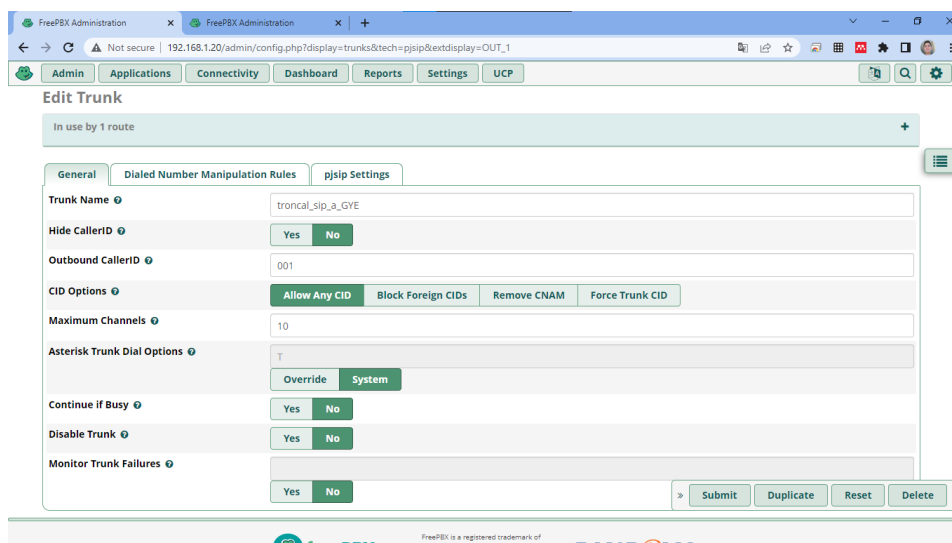 FreePBX Administration
FreePBX Administration
Not secure
192.168.1.20/admin/config.php?display=trunks&tech=pjsip&extdisplay=OUT_1
Admin
Applications
Connectivity
Dashboard
Reports
Settings
UCP
Edit Trunk
In use by 1 route
General
Dialed Number Manipulation Rules
pjsip Settings
Trunk Name
troncal_sip_a_GYE
Hide CallerID
Yes No
Outbound CallerID
001
CID Options
Allow Any CID Block Foreign CIDs Remove CNAM Force Trunk CID
Maximum Channels
10
Asterisk Trunk Dial Options
T
Override System
Continue if Busy
Yes No
Disable Trunk
Yes No
Monitor Trunk Failures
Yes No
» Submit Duplicate Reset Delete
FreePBX is a registered trademark of